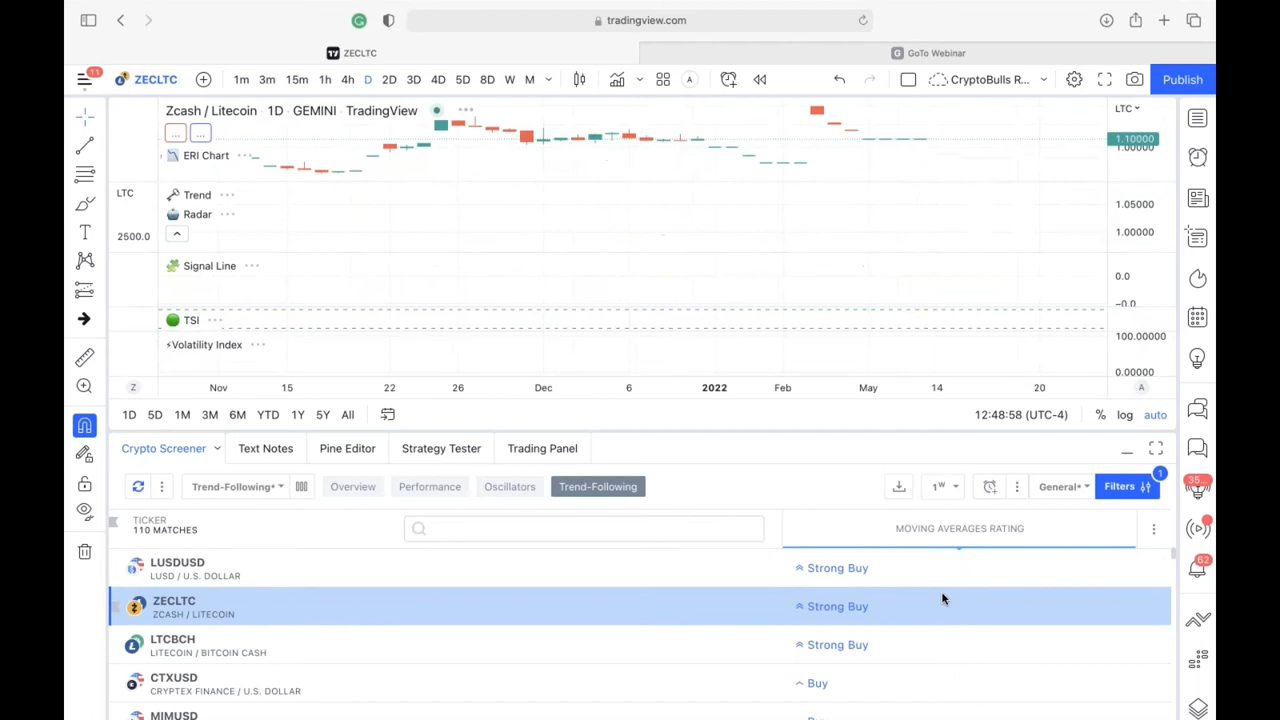 tradingview.com
ZECLTC
GoTo Webinar
11
ZECLTC
1m 3m 15m 1h 4h D 2D 3D 4D 5D 8D W M
A
CryptoBulls R...
Publish
Zcash / Litecoin · 1D · GEMINI · TradingView
LTC
... ...
1.10000
1.00000
ERI Chart
LTC
Trend
1.05000
Radar
2500.0
1.00000
Signal Line
0.0
−0.0
TSI
100.00000
⚡Volatility Index
0.00000
Z
Nov 15 22 26 Dec 6 2022 Feb May 14 20
A
1D 5D 1M 3M 6M YTD 1Y 5Y All
12:48:58 (UTC-4)
% log auto
Crypto Screener
Text Notes
Pine Editor
Strategy Tester
Trading Panel
1
Trend-Following*
Overview
Performance
Oscillators
Trend-Following
1W
General*
Filters
35...
TICKER
110 MATCHES
MOVING AVERAGES RATING
LUSDUSD
LUSD / U.S. DOLLAR
Strong Buy
62
ZECLTC
ZCASH / LITECOIN
Strong Buy
LTCBCH
LITECOIN / BITCOIN CASH
Strong Buy
CTXUSD
CRYPTEX FINANCE / U.S. DOLLAR
Buy
MIMUSD